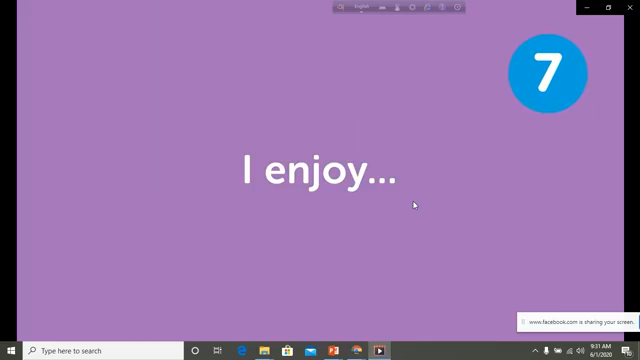 English
7
I enjoy...
www.facebook.com is sharing your screen.
Type here to search
9:31 AM
6/1/2020